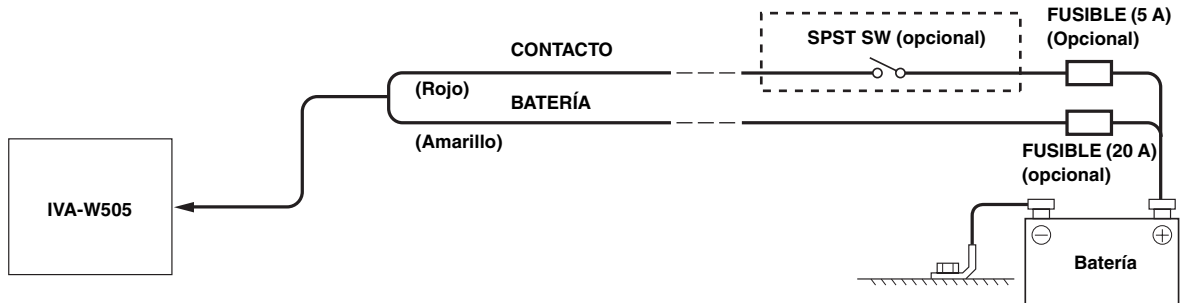 FUSIBLE (5 A)
(Opcional)
SPST SW (opcional)
CONTACTO
(Rojo)
BATERÍA
(Amarillo)
FUSIBLE (20 A)
(opcional)
IVA-W505
Batería